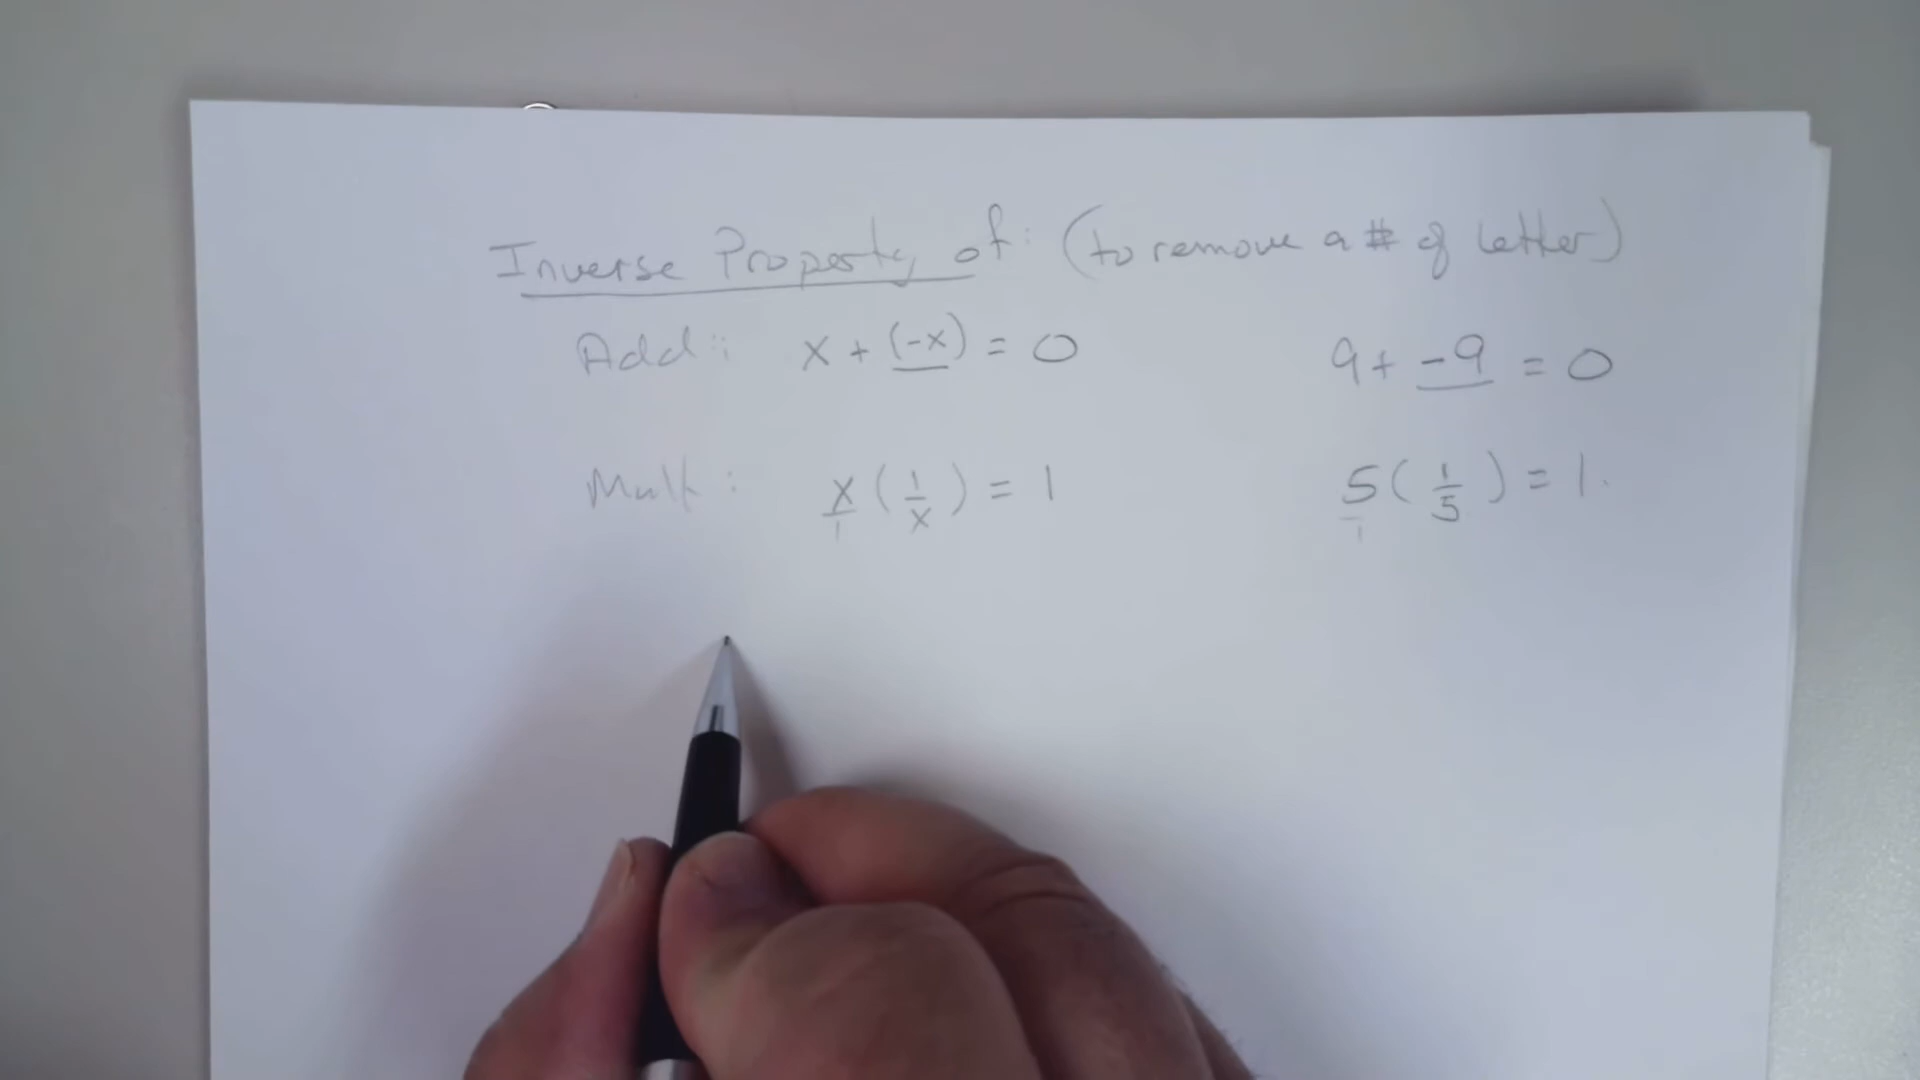 Inverse Property of: (to remove a # of letter)
Add: x + (-x) = 0 9 + -9 = 0
Mult: x/1 (1/x) = 1 5/1 (1/5) = 1.